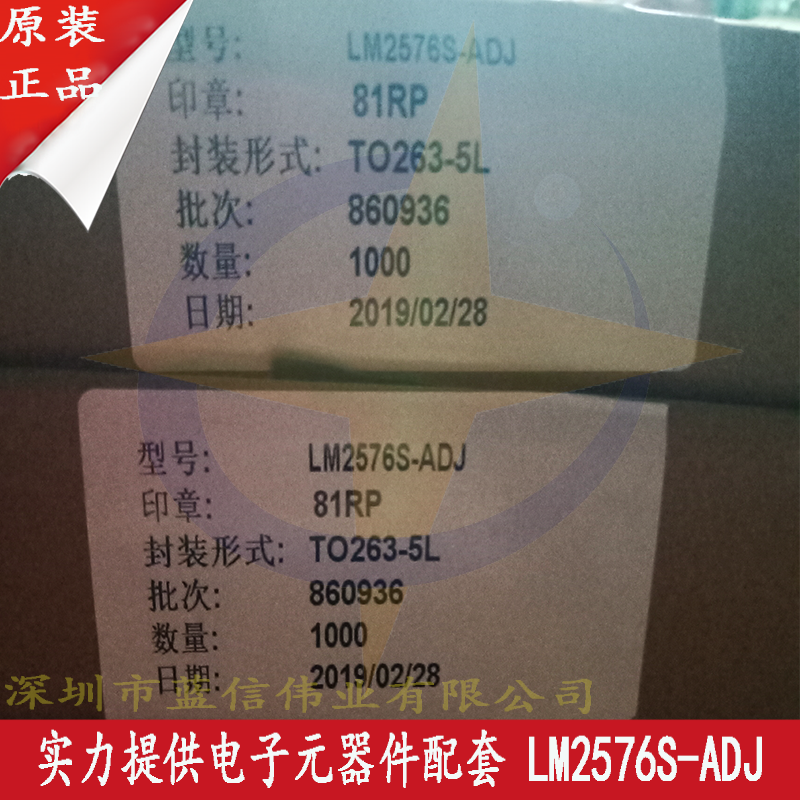 原装
正品
型号: LM2576S-ADJ
印章: 81RP
封装形式: TO263-5L
批次: 860936
数量: 1000
日期: 2019/02/28
型号: LM2576S-ADJ
印章: 81RP
封装形式: TO263-5L
批次: 860936
数量: 1000
日期: 2019/02/28
深圳市蓝信伟业有限公司
实力提供电子元器件配套 LM2576S-ADJ